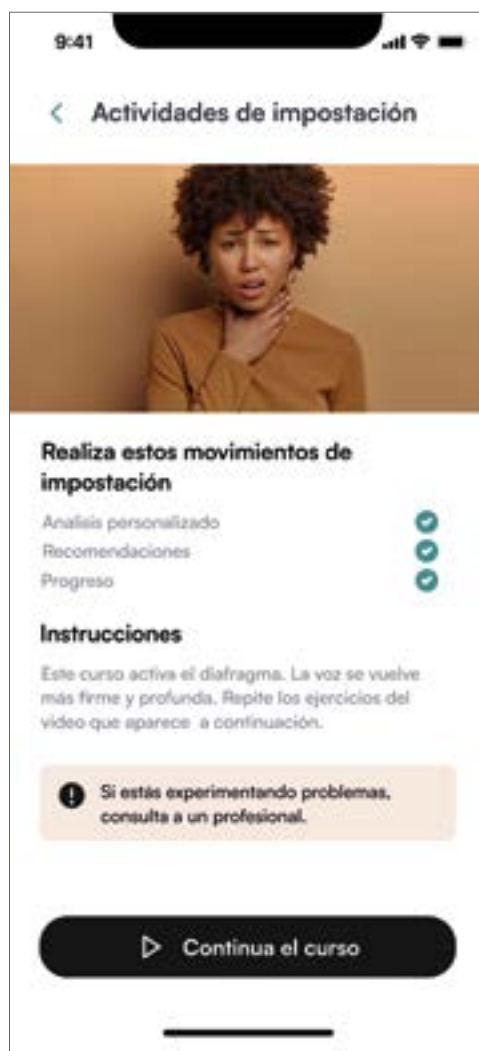 9:41
Actividades de impostación
Realiza estos movimientos de
impostación
Analisis personalizado
Recomendaciones
Progreso
Instrucciones
Este curso activa el diafragma. La voz se vuelve
más firme y profunda. Repite los ejercicios del
video que aparece a continuación.
Si estás experimentando problemas,
consulta a un profesional.
Continua el curso